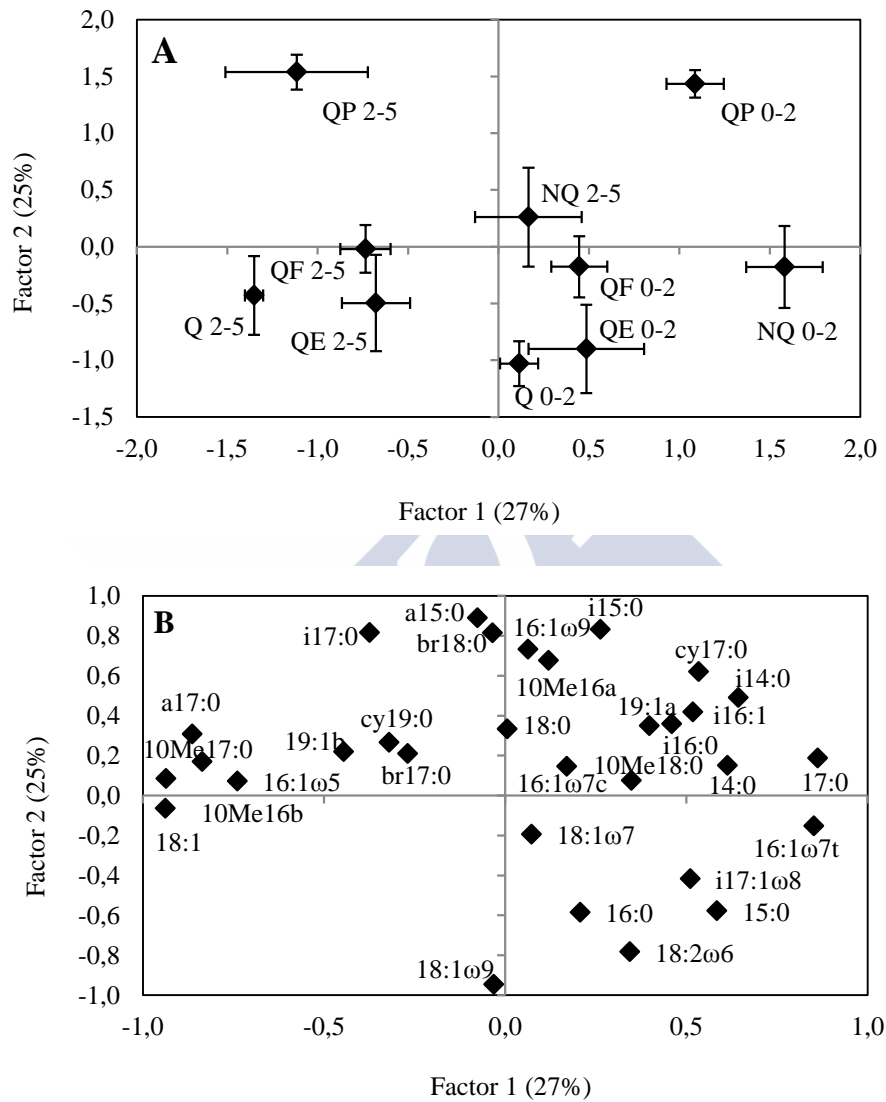 2,0
A
1,5
QP 2-5
QP 0-2
1,0
0,5
NQ 2-5
0,0
QF 2-5
QF 0-2
-0,5
Q 2-5
QE 2-5
QE 0-2
NQ 0-2
-1,0
Q 0-2
-1,5
-2,0 -1,0 -0,5 0,0 0,5 1,0 2,0
Factor 2 (25%)
Factor 1 (27%)
1,0
B
a15:0
i15:0
0,8
i17:0
br18:0
16:1ω9
cy17:0
0,6
10Me16a
i14:0
a17:0
0,4
cy19:0
18:0
19:1a
i16:1
10Me17:0
19:1b
i16:0
0,2
16:1ω5
br17:0
16:1ω7c
10Me18:0
14:0
17:0
0,0
10Me16b
18:1
-0,2
18:1ω7
16:1ω7t
-0,4
i17:1ω8
-0,6
16:0
15:0
-0,8
18:2ω6
18:1ω9
-1,0
-1,0 -0,5 0,0 0,5 1,0
Factor 2 (25%)
Factor 1 (27%)